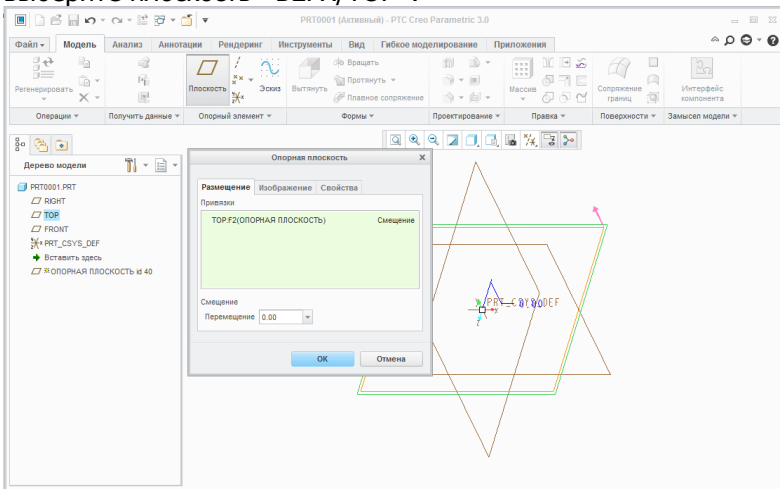 PRT0001 (Активный) - PTC Creo Parametric 3.0
Файл Модель Анализ Аннотации Рендеринг Инструменты Вид Гибкое моделирование Приложения
Регенерировать
Плоскость
Эскиз
Вытянуть
Вращать
Протянуть
Плавное сопряжение
Массив
Сопряжение границ
Интерфейс компонента
Операции Получить данные Опорный элемент Формы Проектирование Правка Поверхности Замысел модели
Дерево модели
PRT0001.PRT
RIGHT
TOP
FRONT
PRT_CSYS_DEF
Вставить здесь
ОПОРНАЯ ПЛОСКОСТЬ id 40
Опорная плоскость X
Размещение Изображение Свойства
Привязки
TOP:F2(ОПОРНАЯ ПЛОСКОСТЬ) Смещение
Смещение
Перемещение 0.00
ОК Отмена